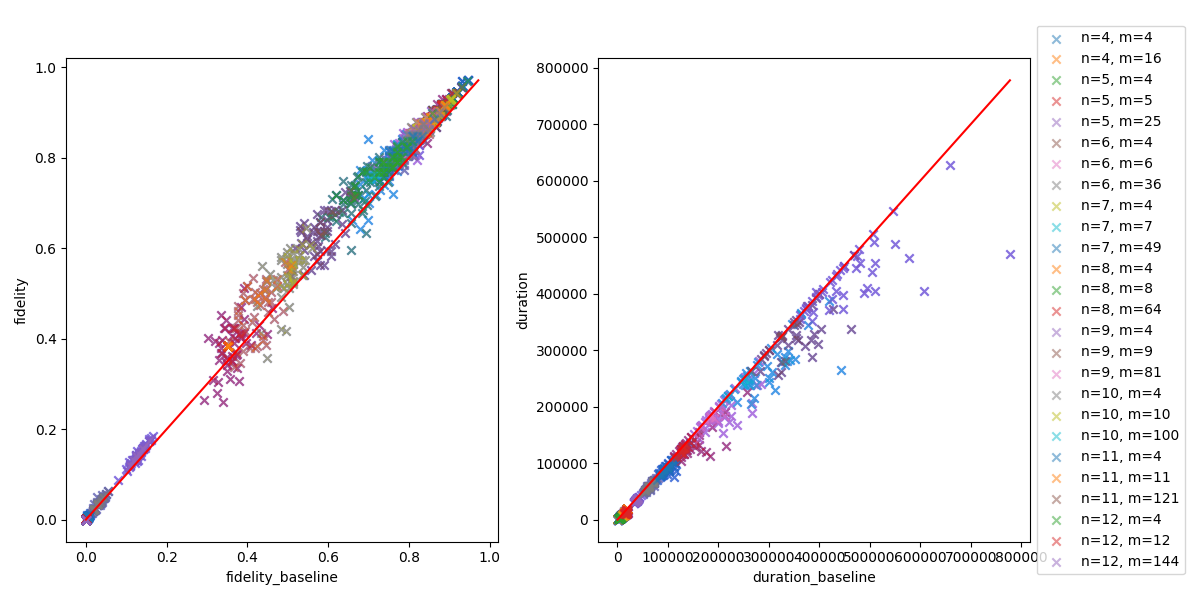 1.0
0.8
0.6
0.4
0.2
0.0
fidelity
0.0 0.2 0.4 0.6 0.8 1.0
fidelity_baseline
800000
700000
600000
500000
400000
300000
200000
100000
0
duration
0 100000 200000 300000 400000 500000 600000 700000 800000
duration_baseline
n=4, m=4
n=4, m=16
n=5, m=4
n=5, m=5
n=5, m=25
n=6, m=4
n=6, m=6
n=6, m=36
n=7, m=4
n=7, m=7
n=7, m=49
n=8, m=4
n=8, m=8
n=8, m=64
n=9, m=4
n=9, m=9
n=9, m=81
n=10, m=4
n=10, m=10
n=10, m=100
n=11, m=4
n=11, m=11
n=11, m=121
n=12, m=4
n=12, m=12
n=12, m=144